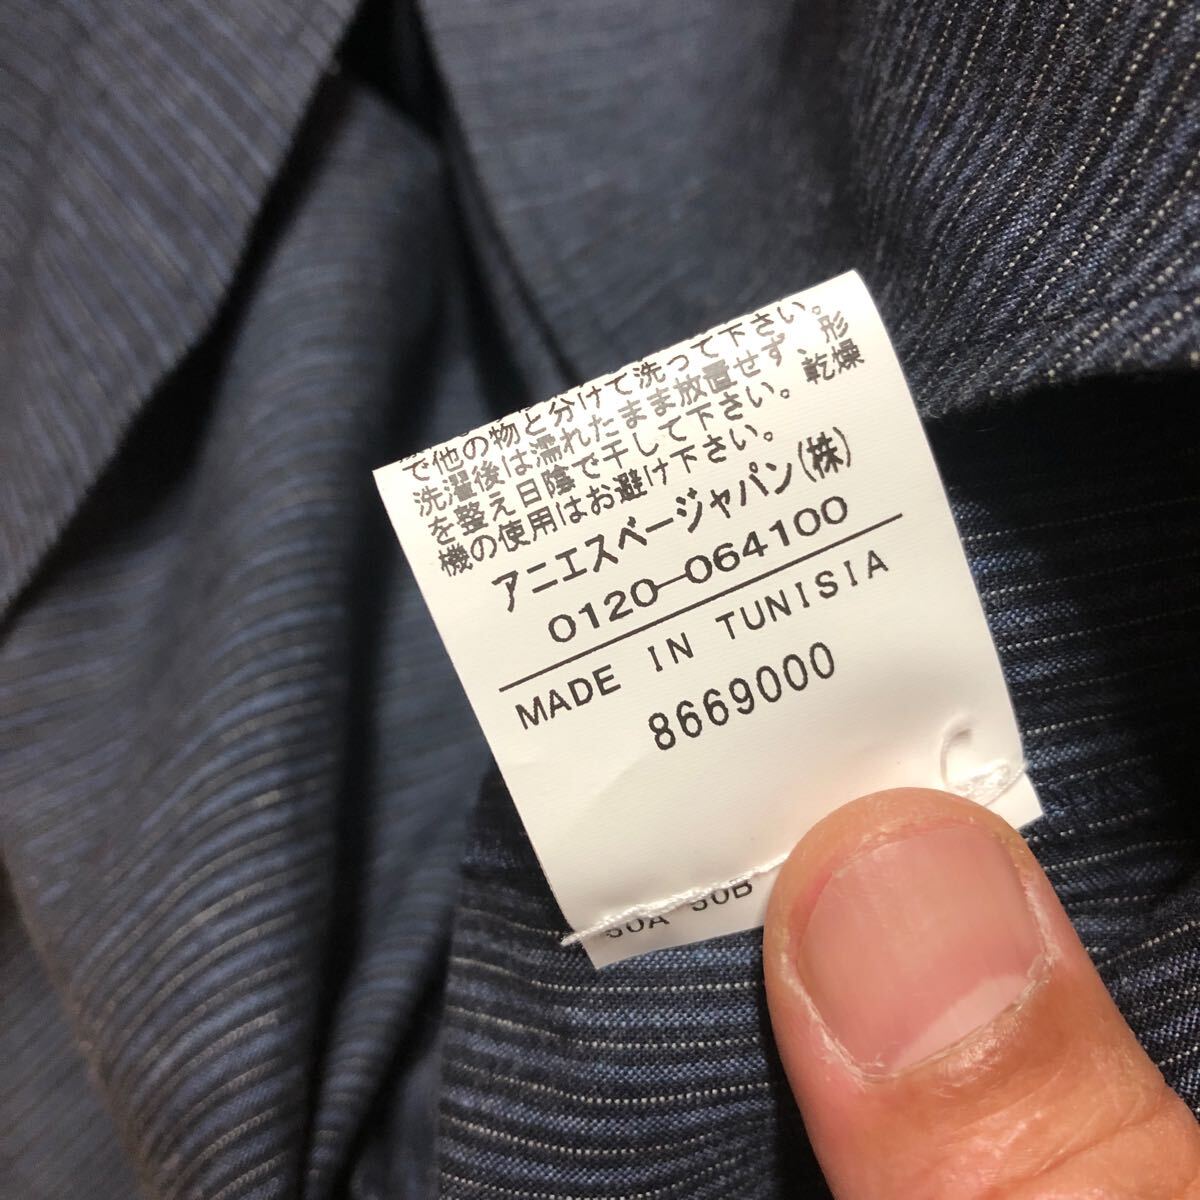 で他の物と分けて洗って下さい。
洗濯後は濡れたまま放置せず、形
を整え日陰で干して下さい。乾燥
機の使用はお避け下さい。
アニエスベージャパン(株)
0120-064100
MADE IN TUNISIA
8669000